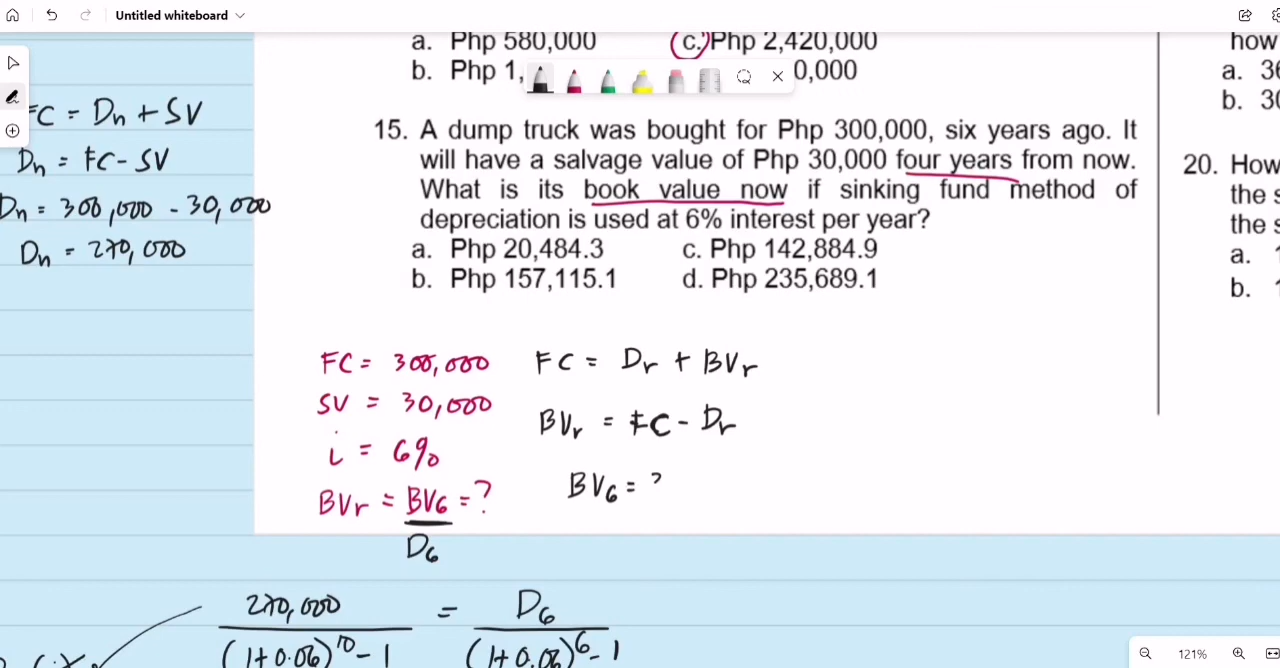 Untitled whiteboard
a. Php 580,000 c. Php 2,420,000
b. Php 1, 0,000
FC = Dn + SV
Dn = FC - SV
Dn = 300,000 - 30,000
Dn = 270,000
15. A dump truck was bought for Php 300,000, six years ago. It
will have a salvage value of Php 30,000 four years from now.
What is its book value now if sinking fund method of
depreciation is used at 6% interest per year?
a. Php 20,484.3 c. Php 142,884.9
b. Php 157,115.1 d. Php 235,689.1
FC = 300,000 FC = Dr + BVr
SV = 30,000 BVr = FC - Dr
i = 6%
BVr = BV6 = ? BV6 = ?
D6
270,000 = D6
(1+0.06)^10 - 1 (1+0.06)^6 - 1
how
a. 36
b. 30
20. How
the s
the s
a. 1
b. 1
121%